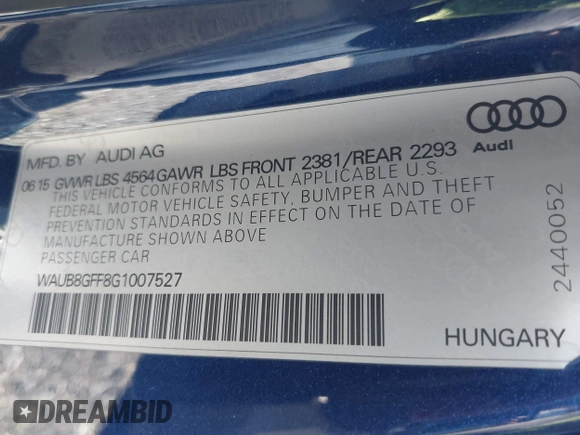 MFD. BY AUDI AG
Audi
06 15 GVWR LBS 4564 GAWR LBS FRONT 2381/REAR 2293
THIS VEHICLE CONFORMS TO ALL APPLICABLE U.S.
FEDERAL MOTOR VEHICLE SAFETY, BUMPER AND THEFT
PREVENTION STANDARDS IN EFFECT ON THE DATE OF
MANUFACTURE SHOWN ABOVE
PASSENGER CAR
WAUB8GFF8G1007527
2440052
HUNGARY
DREAMBID